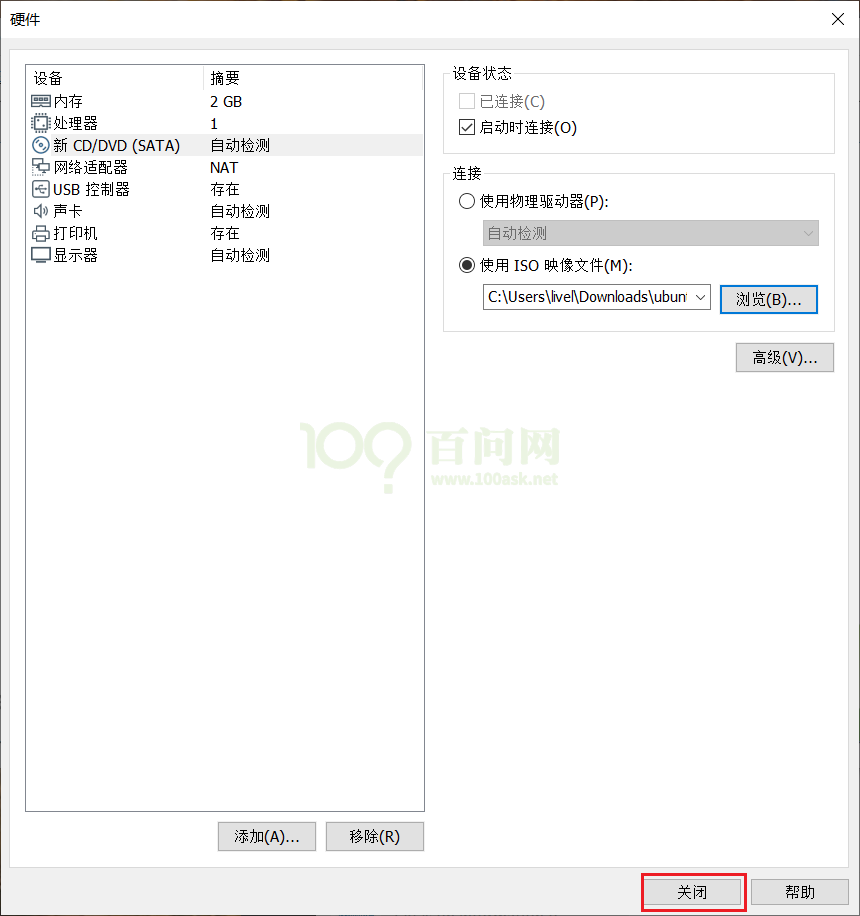 硬件
设备 摘要
内存 2 GB
处理器 1
新 CD/DVD (SATA) 自动检测
网络适配器 NAT
USB 控制器 存在
声卡 自动检测
打印机 存在
显示器 自动检测
添加(A)... 移除(R)
设备状态
已连接(C)
启动时连接(O)
连接
使用物理驱动器(P):
自动检测
使用 ISO 映像文件(M):
C:\Users\livel\Downloads\ubun 浏览(B)...
高级(V)...
100? 百问网
www.100ask.net
关闭 帮助